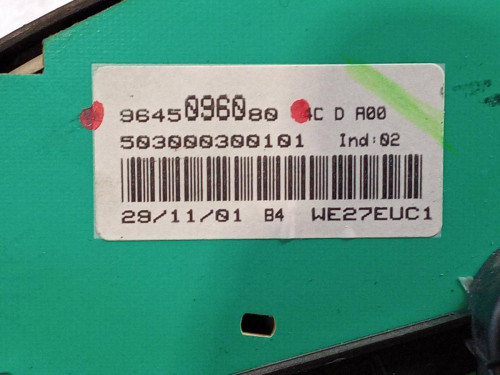 9645096080 4C D A00
503000300101 Ind:02
29/11/01 B4 WE27EUC1